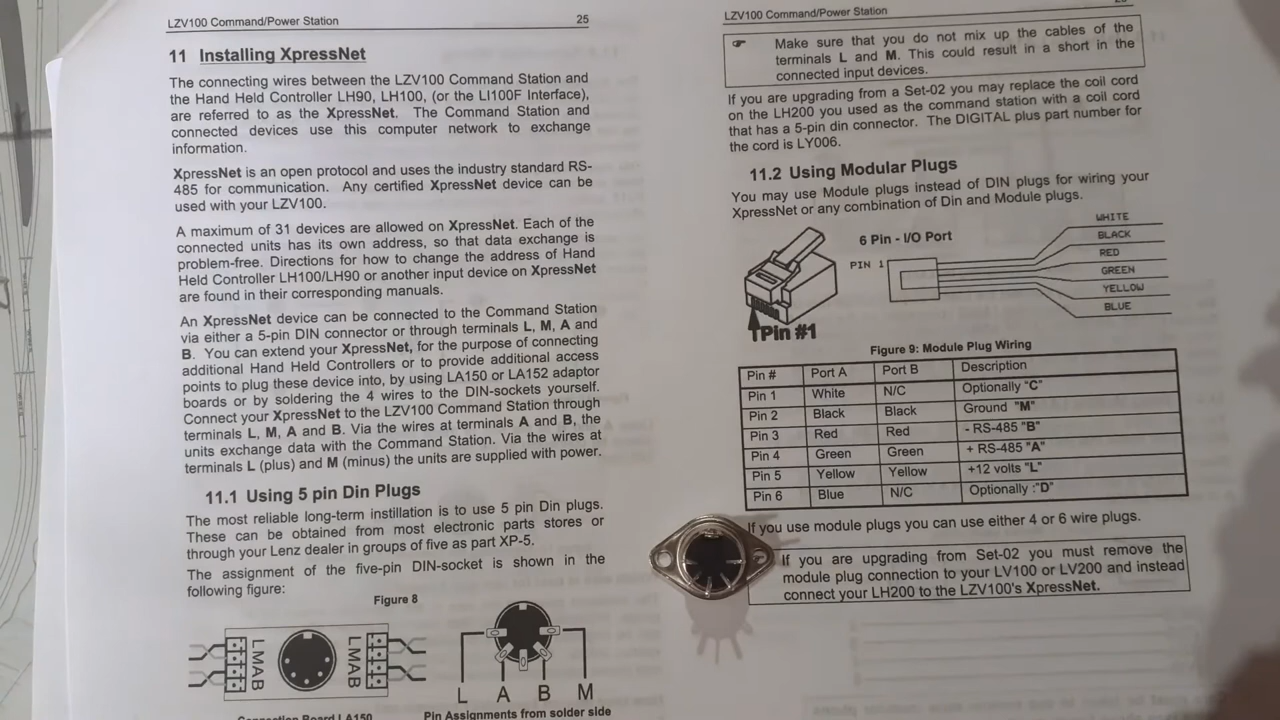 LZV100 Command/Power Station 25
11 Installing XpressNet
The connecting wires between the LZV100 Command Station and
the Hand Held Controller LH90, LH100, (or the LI100F Interface),
are referred to as the XpressNet. The Command Station and
connected devices use this computer network to exchange
information.
XpressNet is an open protocol and uses the industry standard RS-
485 for communication. Any certified XpressNet device can be
used with your LZV100.
A maximum of 31 devices are allowed on XpressNet. Each of the
connected units has its own address, so that data exchange is
problem-free. Directions for how to change the address of Hand
Held Controller LH100/LH90 or another input device on XpressNet
are found in their corresponding manuals.
An XpressNet device can be connected to the Command Station
via either a 5-pin DIN connector or through terminals L, M, A and
B. You can extend your XpressNet, for the purpose of connecting
additional Hand Held Controllers or to provide additional access
points to plug these device into, by using LA150 or LA152 adaptor
boards or by soldering the 4 wires to the DIN-sockets yourself.
Connect your XpressNet to the LZV100 Command Station through
terminals L, M, A and B. Via the wires at terminals A and B, the
units exchange data with the Command Station. Via the wires at
terminals L (plus) and M (minus) the units are supplied with power.
11.1 Using 5 pin Din Plugs
The most reliable long-term instillation is to use 5 pin Din plugs.
These can be obtained from most electronic parts stores or
through your Lenz dealer in groups of five as part XP-5.
The assignment of the five-pin DIN-socket is shown in the
following figure:
Figure 8
LMAB LMAB
L A B M
Connection Board LA150 Pin Assignments from solder side
LZV100 Command/Power Station
Make sure that you do not mix up the cables of the
terminals L and M. This could result in a short in the
connected input devices.
If you are upgrading from a Set-02 you may replace the coil cord
on the LH200 you used as the command station with a coil cord
that has a 5-pin din connector. The DIGITAL plus part number for
the cord is LY006.
11.2 Using Modular Plugs
You may use Module plugs instead of DIN plugs for wiring your
XpressNet or any combination of Din and Module plugs.
6 Pin - I/O Port
PIN 1
WHITE
BLACK
RED
GREEN
YELLOW
BLUE
Pin #1
Figure 9: Module Plug Wiring
Pin # Port A Port B Description
Pin 1 White N/C Optionally "C"
Pin 2 Black Black Ground "M"
Pin 3 Red Red - RS-485 "B"
Pin 4 Green Green + RS-485 "A"
Pin 5 Yellow Yellow +12 volts "L"
Pin 6 Blue N/C Optionally :"D"
If you use module plugs you can use either 4 or 6 wire plugs.
If you are upgrading from Set-02 you must remove the
module plug connection to your LV100 or LV200 and instead
connect your LH200 to the LZV100's XpressNet.